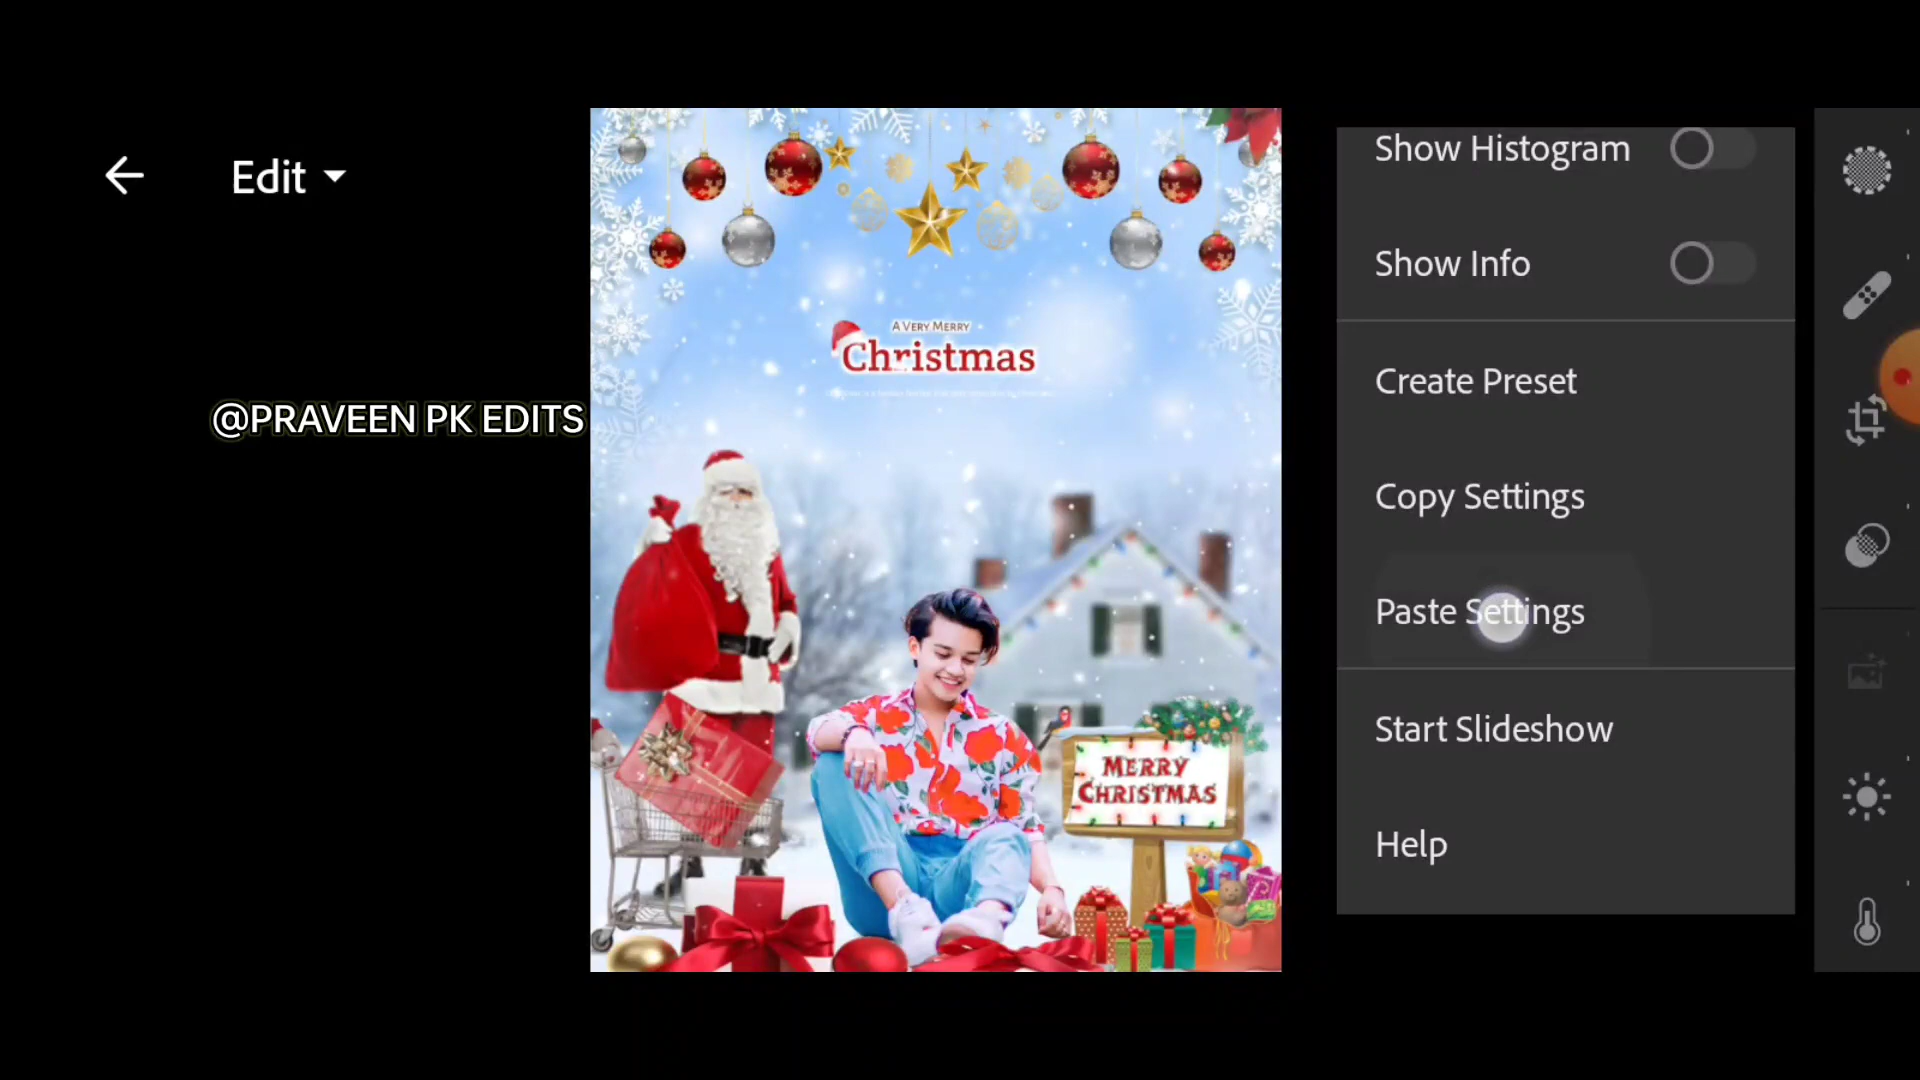 Edit
Show Histogram
Show Info
Create Preset
Copy Settings
Paste Settings
Start Slideshow
Help
@PRAVEEN PK EDITS
A VERY MERRY
Christmas
MERRY
CHRISTMAS